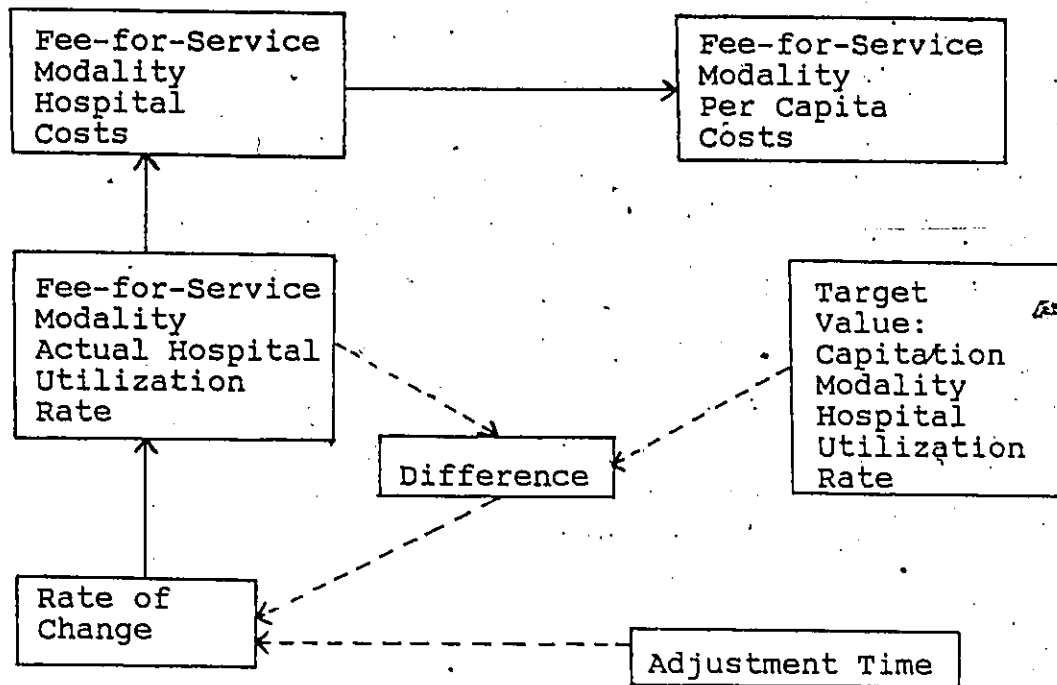 Fee-for-Service
Modality
Hospital
Costs
Fee-for-Service
Modality
Per Capita
Costs
Fee-for-Service
Modality
Actual Hospital
Utilization
Rate
Target
Value:
Capitation
Modality
Hospital
Utilization
Rate
Difference
Rate of
Change
Adjustment Time